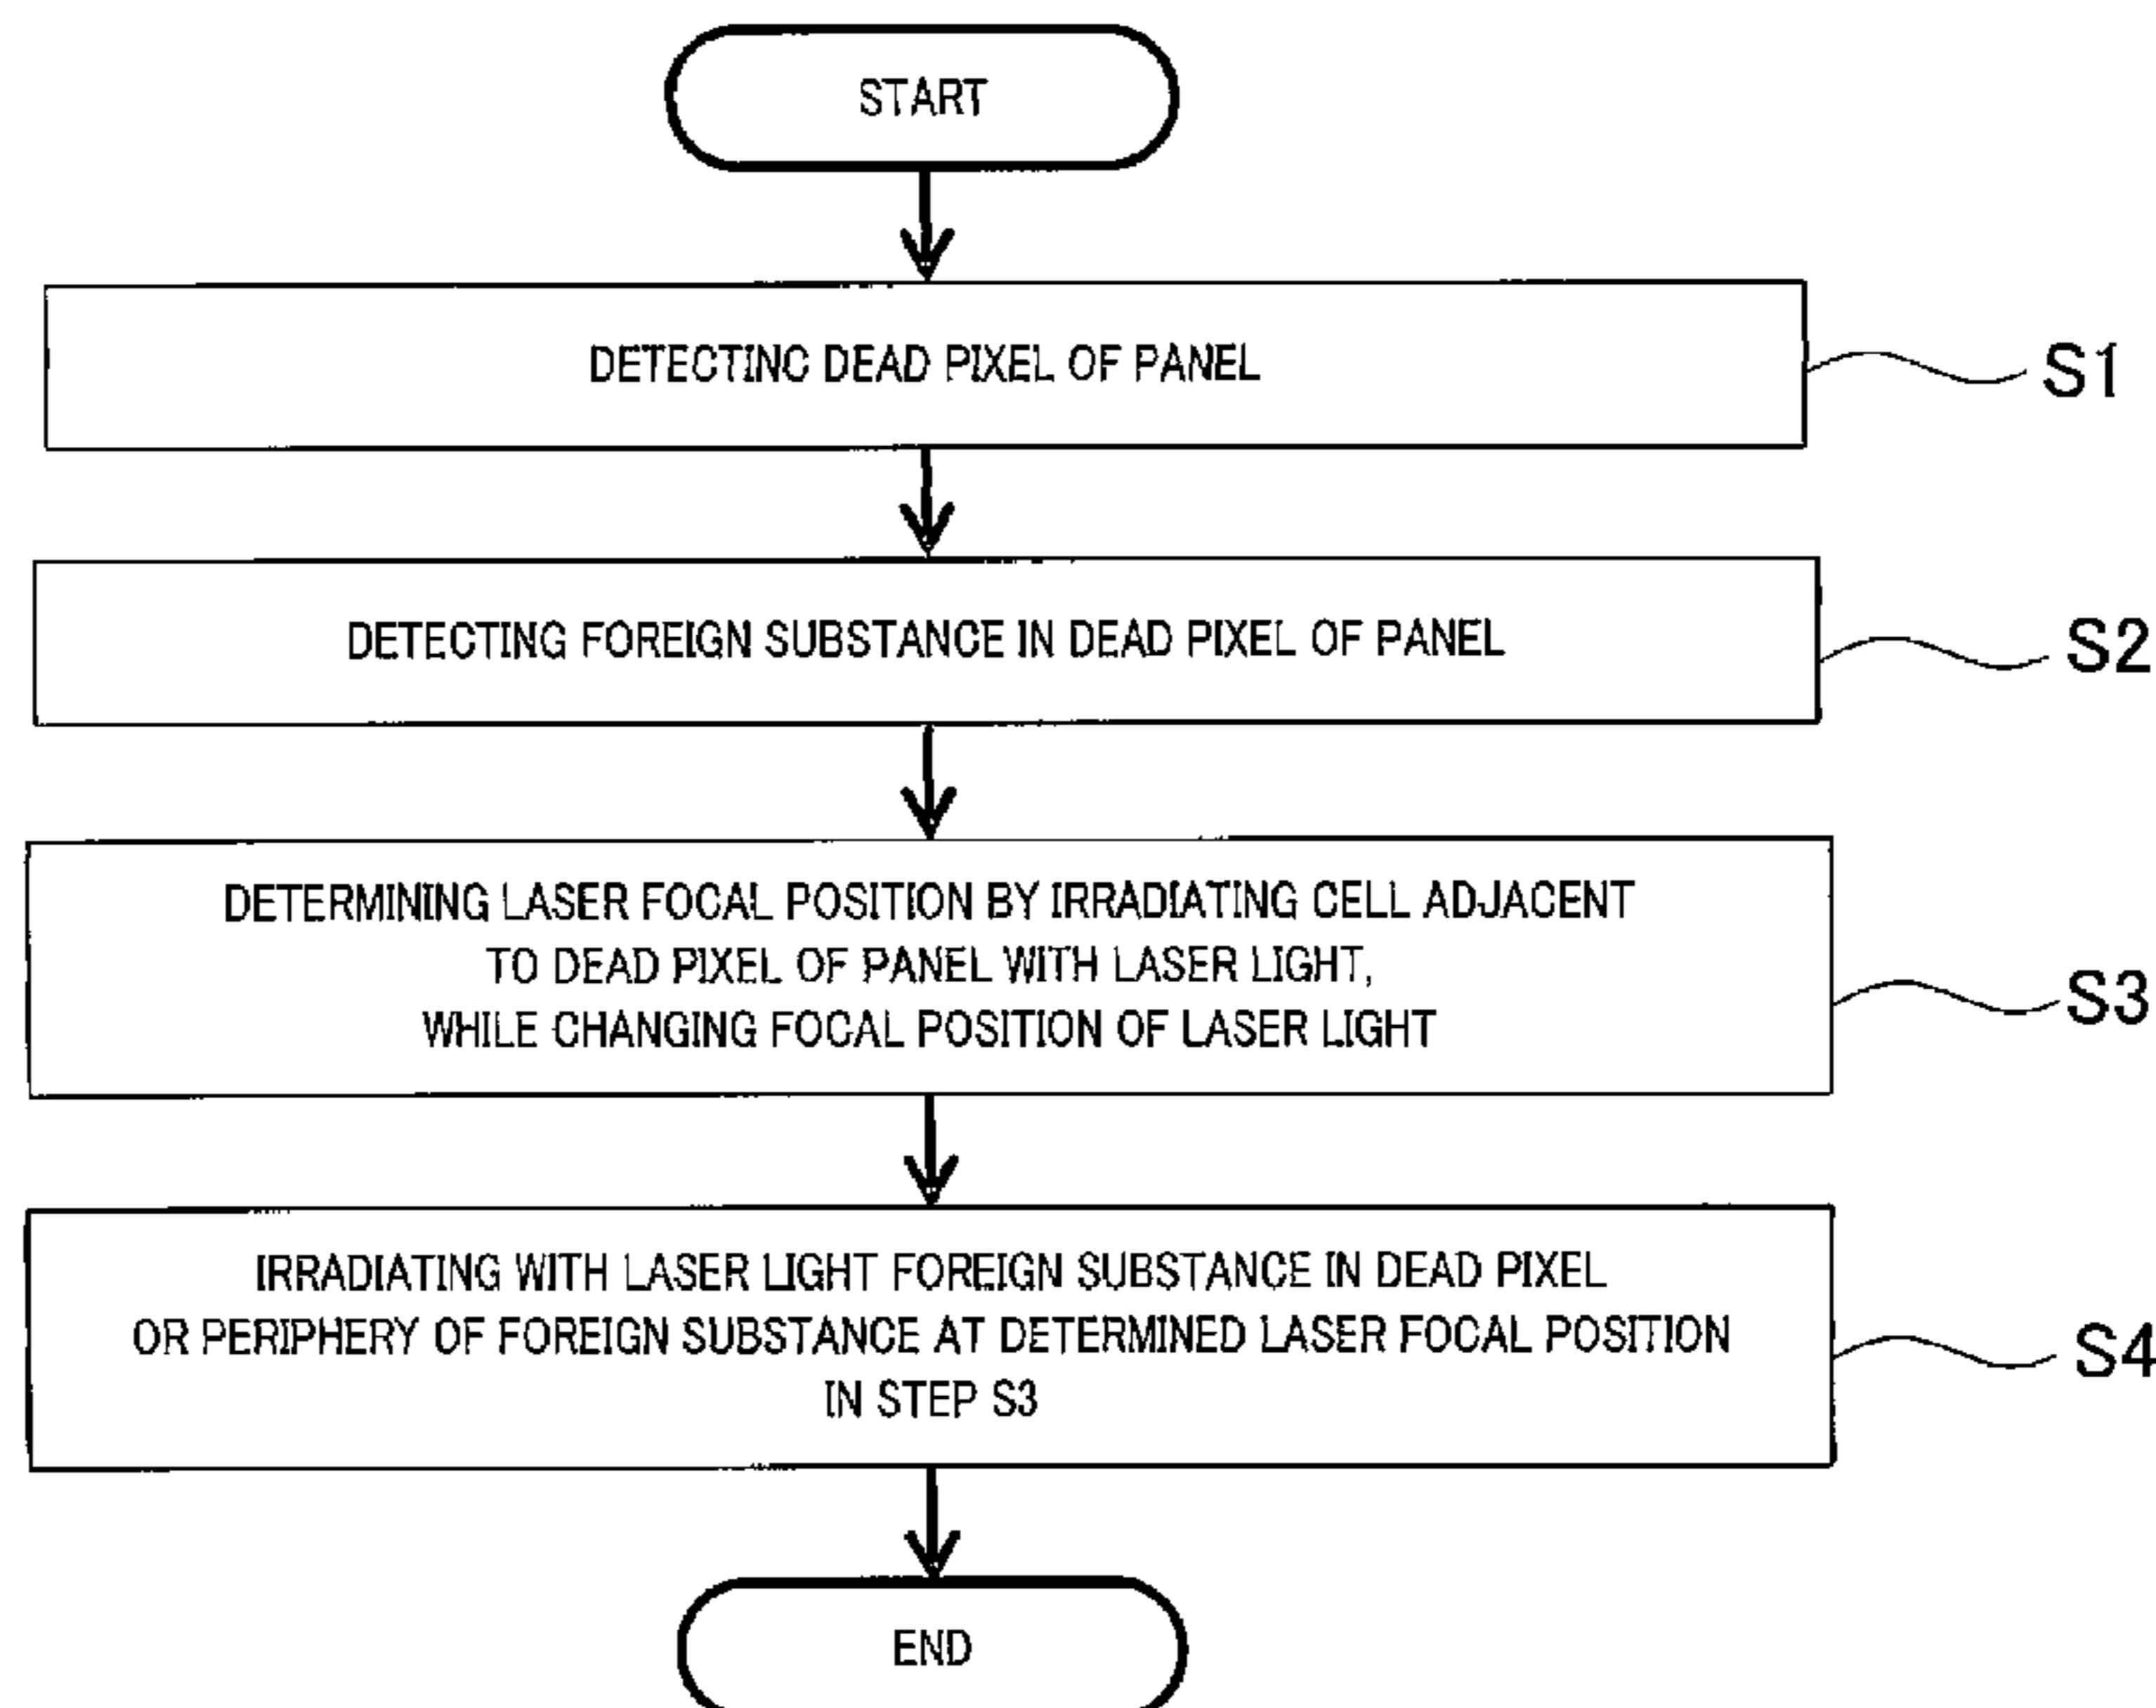 START
DETECTING DEAD PIXEL OF PANEL
S1
DETECTING FOREIGN SUBSTANCE IN DEAD PIXEL OF PANEL
S2
DETERMINING LASER FOCAL POSITION BY IRRADIATING CELL ADJACENT
TO DEAD PIXEL OF PANEL WITH LASER LIGHT,
WHILE CHANGING FOCAL POSITION OF LASER LIGHT
S3
IRRADIATING WITH LASER LIGHT FOREIGN SUBSTANCE IN DEAD PIXEL
OR PERIPHERY OF FOREIGN SUBSTANCE AT DETERMINED LASER FOCAL POSITION
IN STEP S3
S4
END